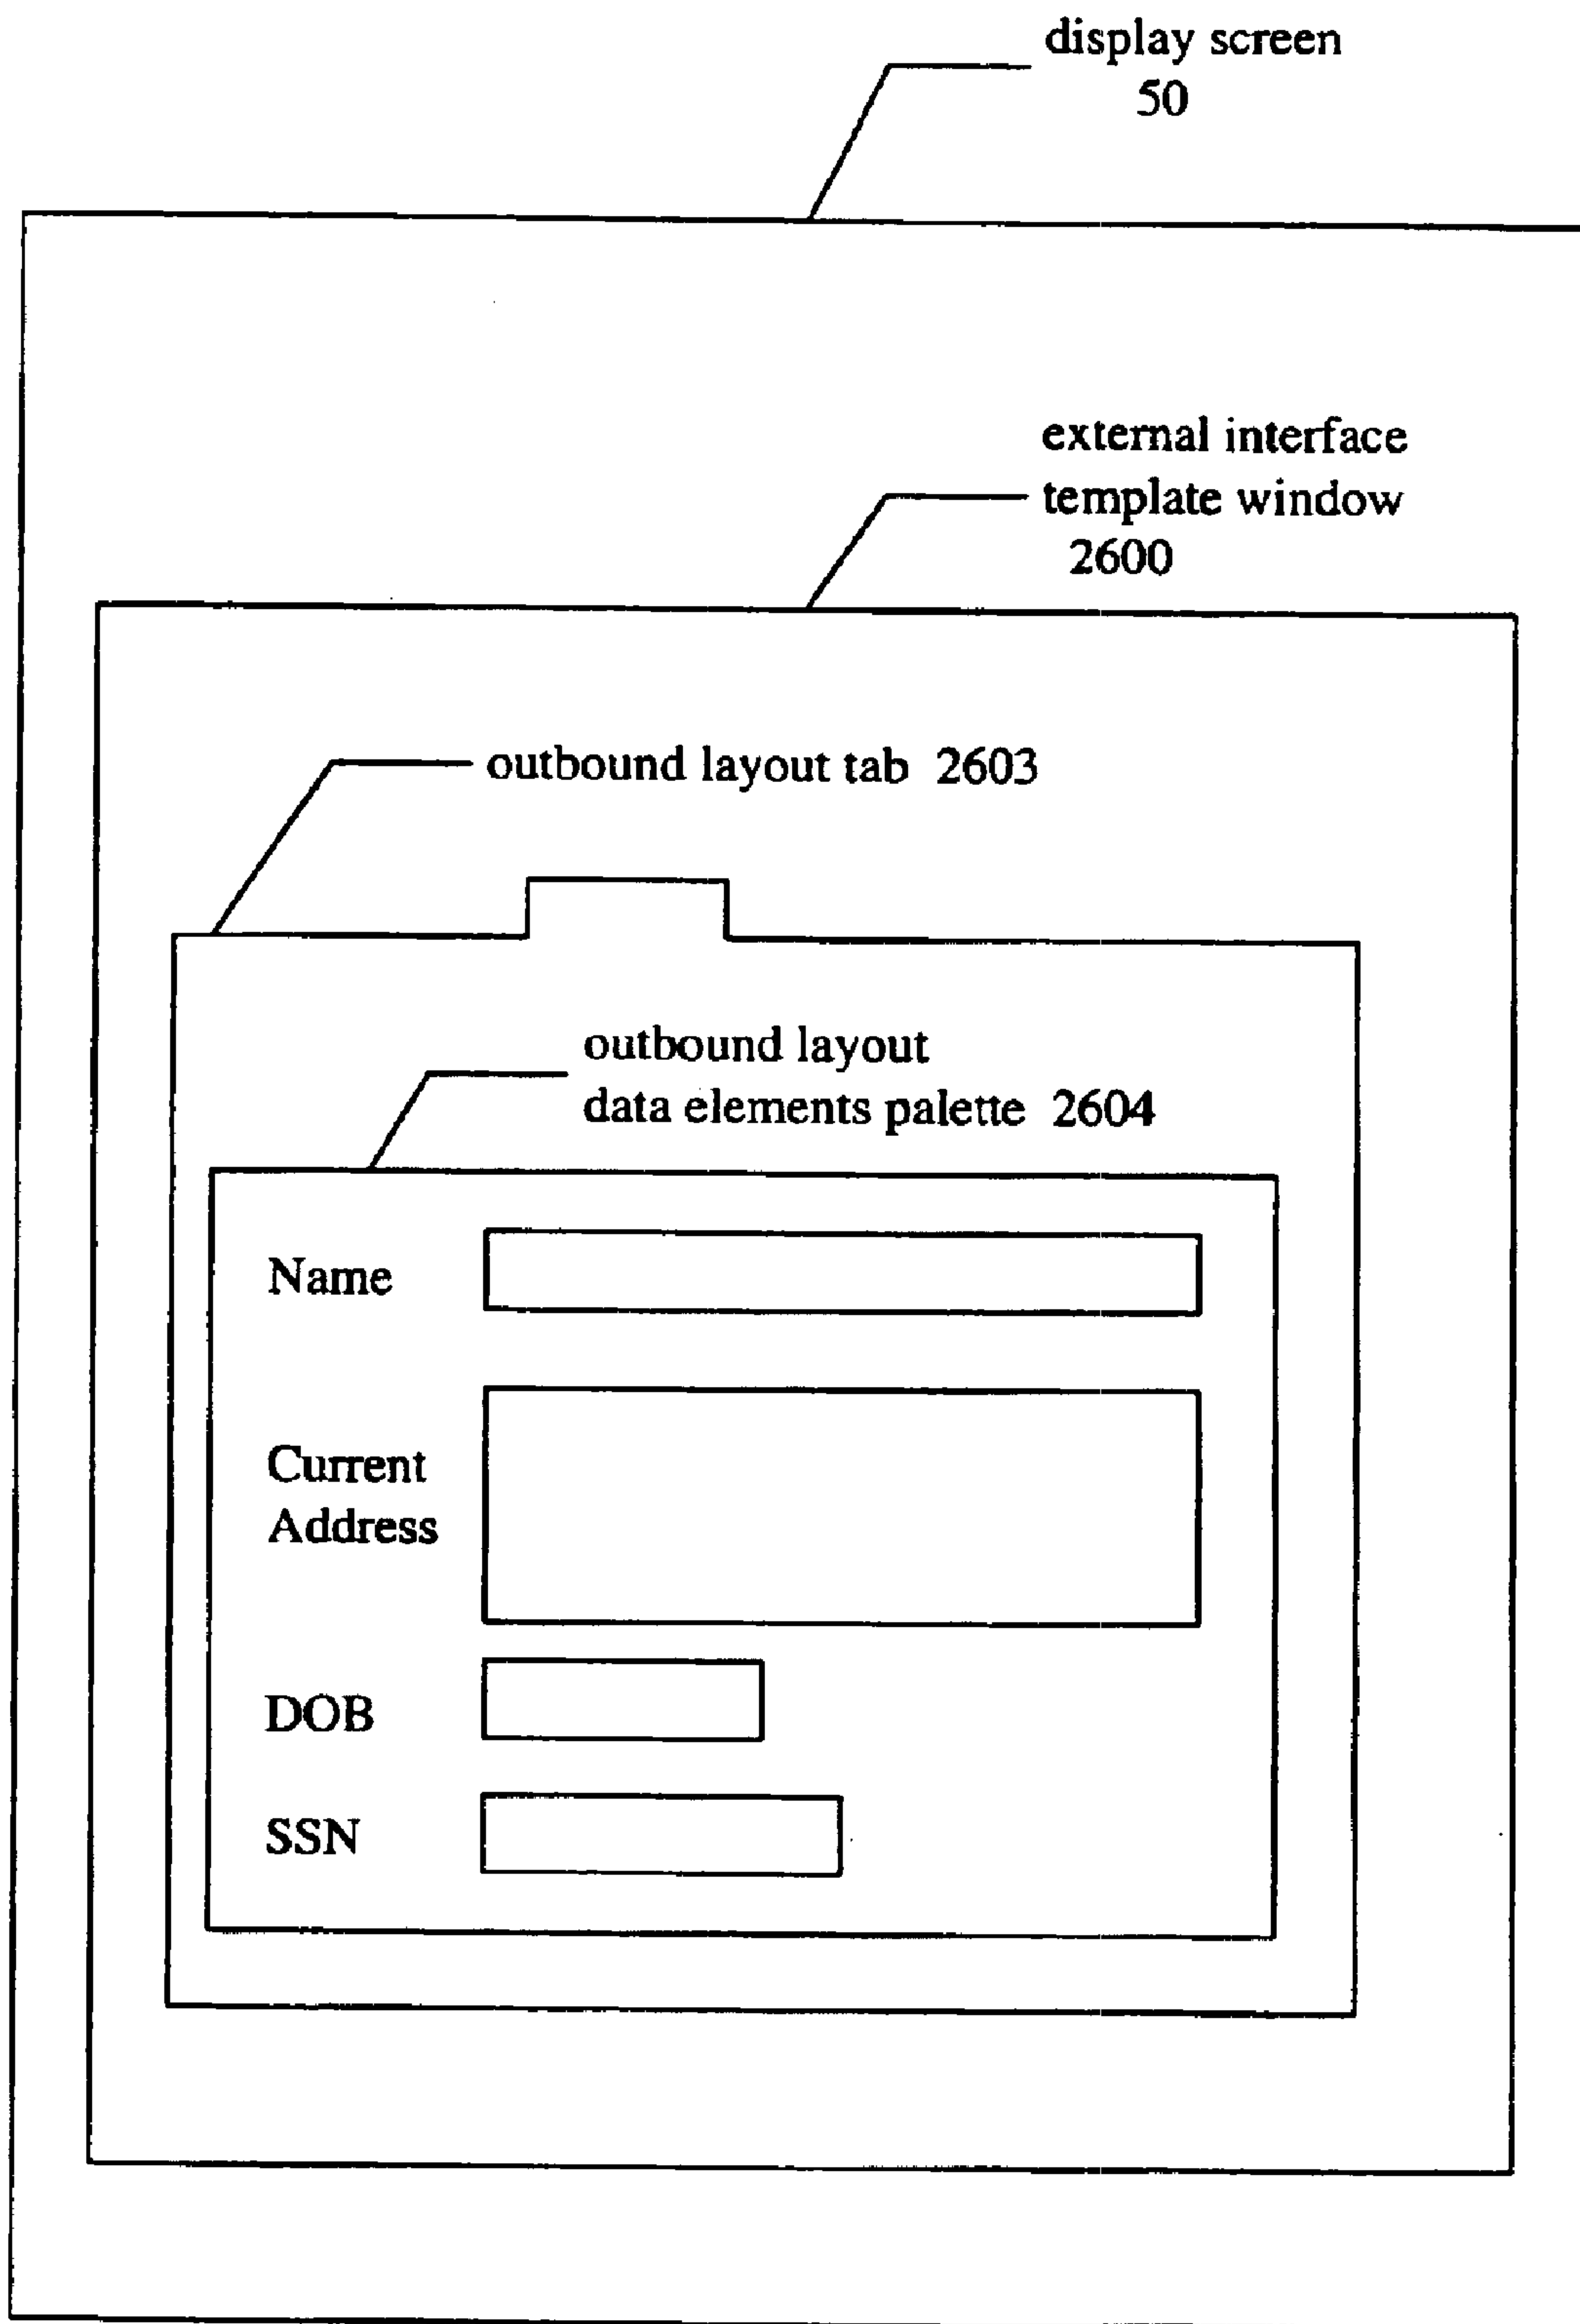 display screen
50
external interface
template window
2600
outbound layout tab 2603
outbound layout
data elements palette 2604
Name
Current
Address
DOB
SSN